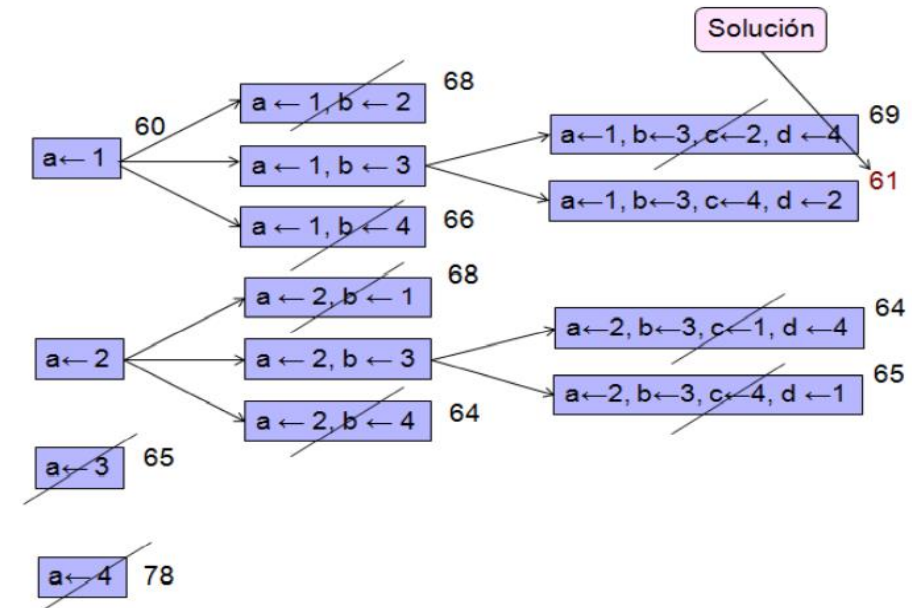 Solución
a ← 1, b ← 2
68
60
a← 1
a←1, b←3, c←2, d ←4
69
a ← 1, b ← 3
61
a←1, b←3, c←4, d ←2
a ← 1, b ← 4
66
68
a ← 2, b ← 1
64
a←2, b←3, c←1, d ←4
a← 2
a ← 2, b ← 3
65
a←2, b←3, c←4, d ←1
a ← 2, b ← 4
64
a← 3
65
a← 4
78